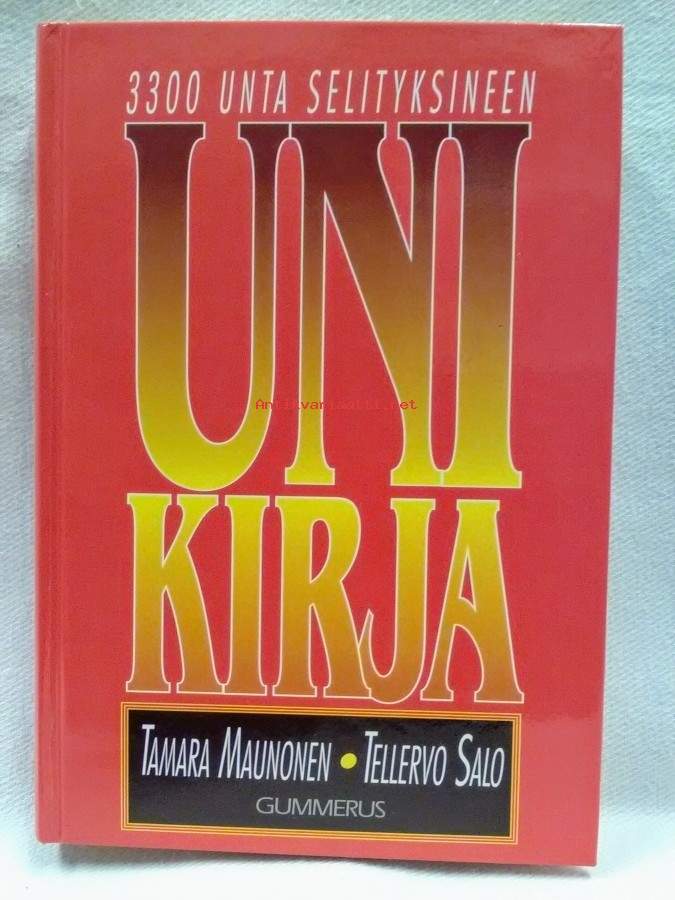 3300 UNTA SELITYKSINEEN
UNI
Antikvariaatti.net
KIRJA
TAMARA MAUNONEN • TELLERVO SALO
GUMMERUS